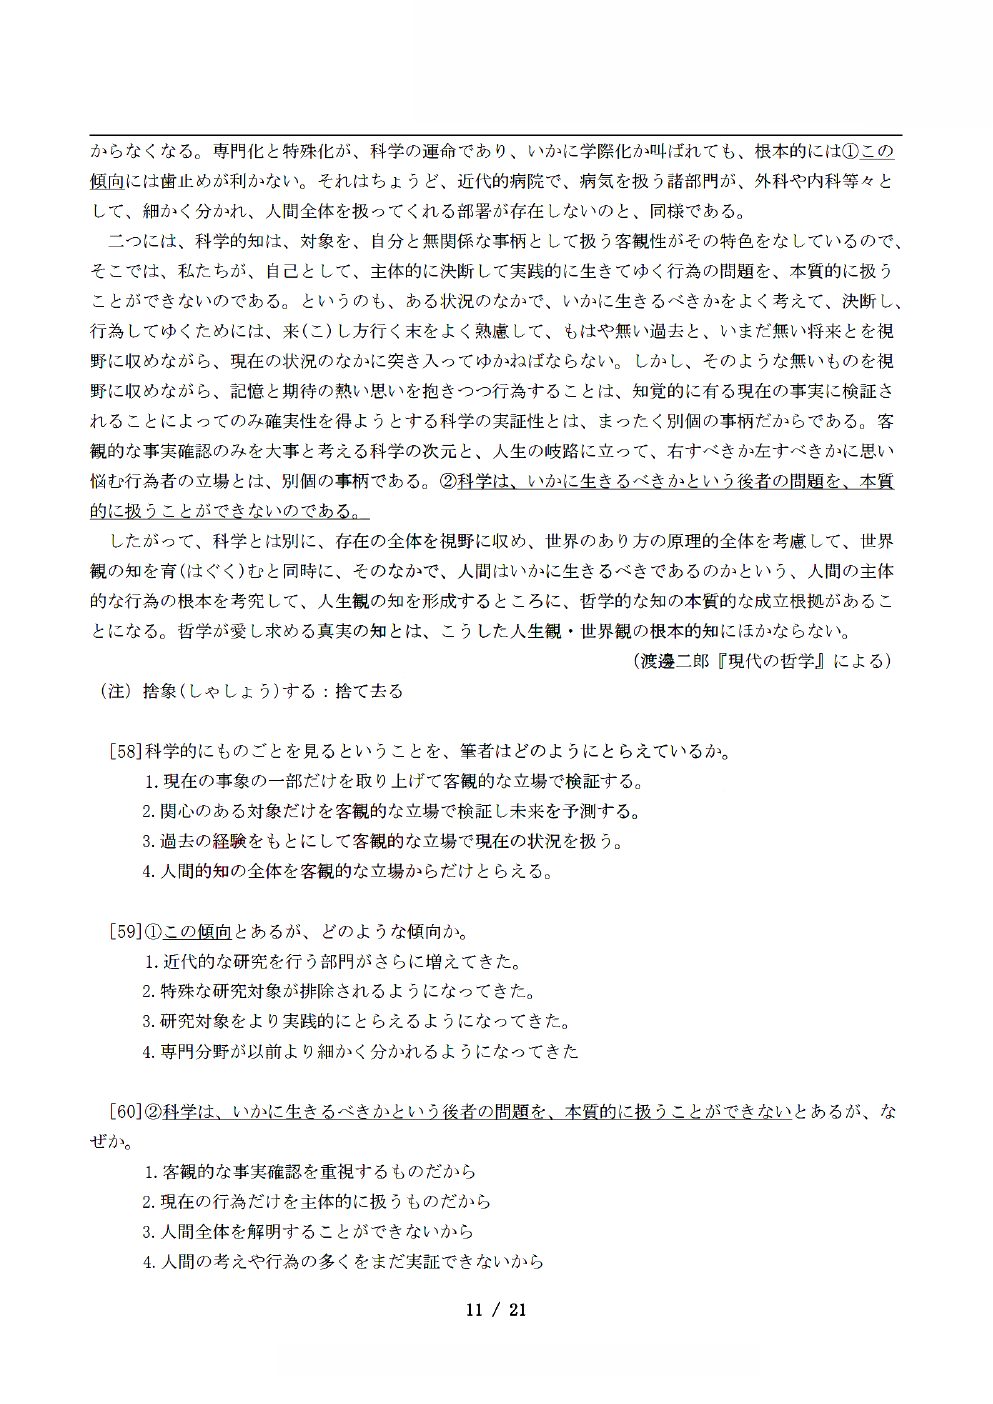 からなくなる。専門化と特殊化が、科学の運命であり、いかに学際化か叫ばれても、根本的には①この
傾向には歯止めが利かない。それはちょうど、近代的病院で、病気を扱う諸部門が、外科や内科等々と
して、細かく分かれ、人間全体を扱ってくれる部署が存在しないのと、同様である。
二つには、科学的知は、対象を、自分と無関係な事柄として扱う客観性がその特色をなしているので、
そこでは、私たちが、自己として、主体的に決断して実践的に生きてゆく行為の問題を、本質的に扱う
ことができないのである。というのも、ある状況のなかで、いかに生きるべきかをよく考えて、決断し、
行為してゆくためには、来(こ)し方行く末をよく熟慮して、もはや無い過去と、いまだ無い将来とを視
野に収めながら、現在の状況のなかに突き入ってゆかねばならない。しかし、そのような無いものを視
野に収めながら、記憶と期待の熱い思いを抱きつつ行為することは、知覚的に有る現在の事実に検証さ
れることによってのみ確実性を得ようとする科学の実証性とは、まったく別個の事柄だからである。客
観的な事実確認のみを大事と考える科学の次元と、人生の岐路に立って、右すべきか左すべきかに思い
悩む行為者の立場とは、別個の事柄である。②科学は、いかに生きるべきかという後者の問題を、本質
的に扱うことができないのである。
したがって、科学とは別に、存在の全体を視野に収め、世界のあり方の原理的全体を考慮して、世界
観の知を育(はぐく)むと同時に、そのなかで、人間はいかに生きるべきであるのかという、人間の主体
的な行為の根本を考究して、人生観の知を形成するところに、哲学的な知の本質的な成立根拠があるこ
とになる。哲学が愛し求める真実の知とは、こうした人生観・世界観の根本的知にほかならない。
（渡邊二郎『現代の哲学』による）
（注）捨象(しゃしょう)する：捨て去る
[58]科学的にものごとを見るということを、筆者はどのようにとらえているか。
1.現在の事象の一部だけを取り上げて客観的な立場で検証する。
2.関心のある対象だけを客観的な立場で検証し未来を予測する。
3.過去の経験をもとにして客観的な立場で現在の状況を扱う。
4.人間的知の全体を客観的な立場からだけとらえる。
[59]①この傾向とあるが、どのような傾向か。
1.近代的な研究を行う部門がさらに増えてきた。
2.特殊な研究対象が排除されるようになってきた。
3.研究対象をより実践的にとらえるようになってきた。
4.専門分野が以前より細かく分かれるようになってきた
[60]②科学は、いかに生きるべきかという後者の問題を、本質的に扱うことができないとあるが、な
ぜか。
1.客観的な事実確認を重視するものだから
2.現在の行為だけを主体的に扱うものだから
3.人間全体を解明することができないから
4.人間の考えや行為の多くをまだ実証できないから
11 / 21